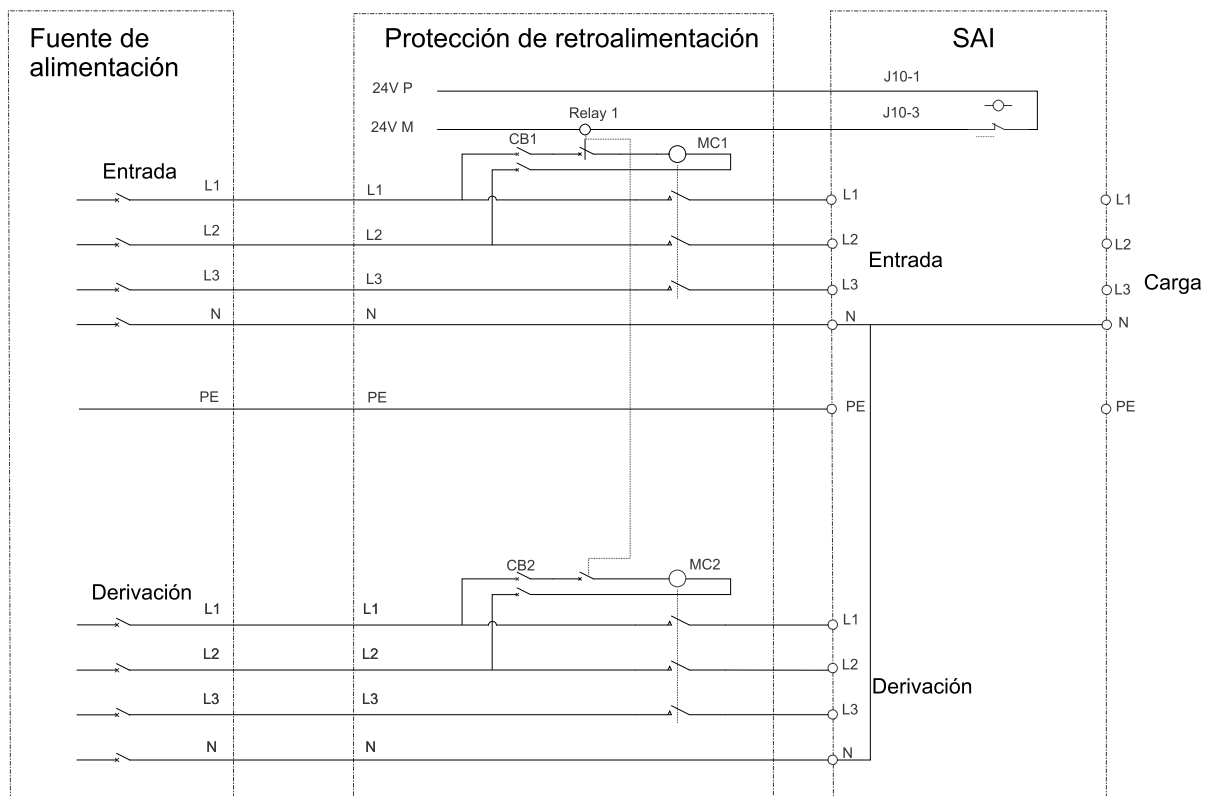 Fuente de
alimentación
Protección de retroalimentación
SAI
24V P
J10-1
24V M
Relay 1
J10-3
CB1
MC1
Entrada
L1
L1
L1
L1
L2
L2
L2
L2
Entrada
L3
L3
L3
L3
Carga
N
N
N
N
PE
PE
PE
PE
CB2
MC2
Derivación
L1
L1
L1
L2
L2
L2
Derivación
L3
L3
L3
N
N
N